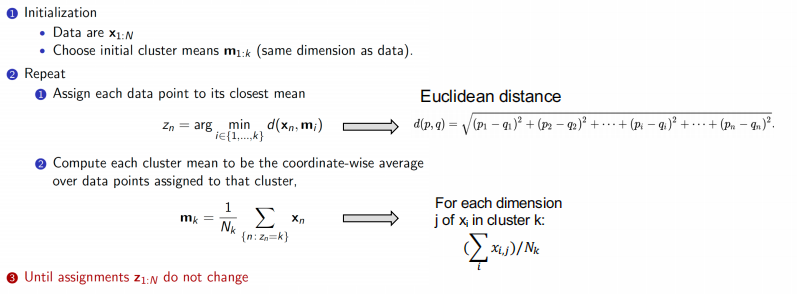 1 Initialization
• Data are x₁:N
• Choose initial cluster means m₁:k (same dimension as data).
2 Repeat
1 Assign each data point to its closest mean
zₙ = arg min_{i∈{1,...,k}} d(xₙ, mᵢ)
Euclidean distance
d(p, q) = √((p₁ − q₁)² + (p₂ − q₂)² + ··· + (pᵢ − qᵢ)² + ··· + (pₙ − qₙ)²).
2 Compute each cluster mean to be the coordinate-wise average
over data points assigned to that cluster,
mₖ = 1/Nₖ ∑_{{n : zₙ=k}} xₙ
For each dimension
j of xᵢ in cluster k:
(∑_i x_{i,j})/Nₖ
3 Until assignments z₁:N do not change